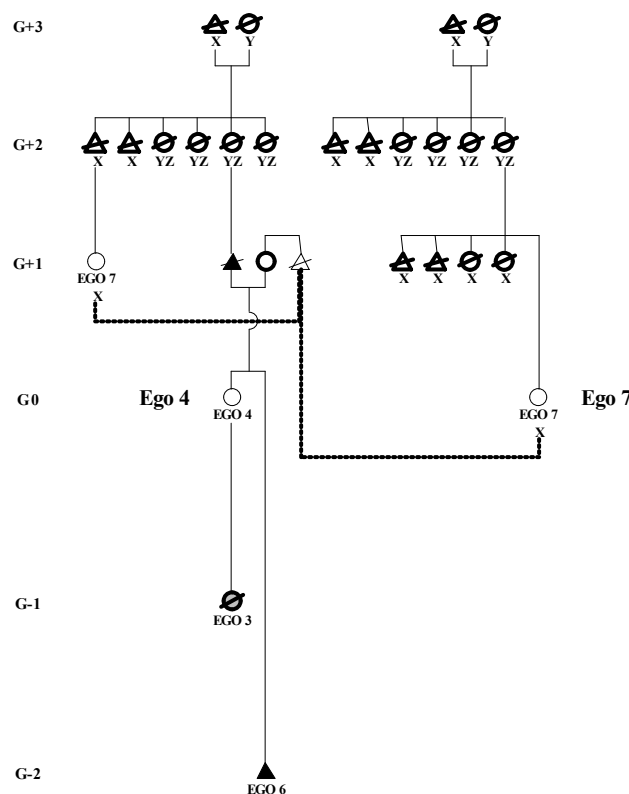 G+3
X Y X Y
G+2
X X YZ YZ YZ YZ X X YZ YZ YZ YZ
G+1
EGO 7 X X X X
X
G0 Ego 4 EGO 4 EGO 7 Ego 7
X
G-1
EGO 3
G-2
EGO 6